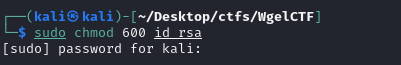 ┌──(kali㉿kali)-[~/Desktop/ctfs/WgelCTF]
└─$ sudo chmod 600 id_rsa
[sudo] password for kali: